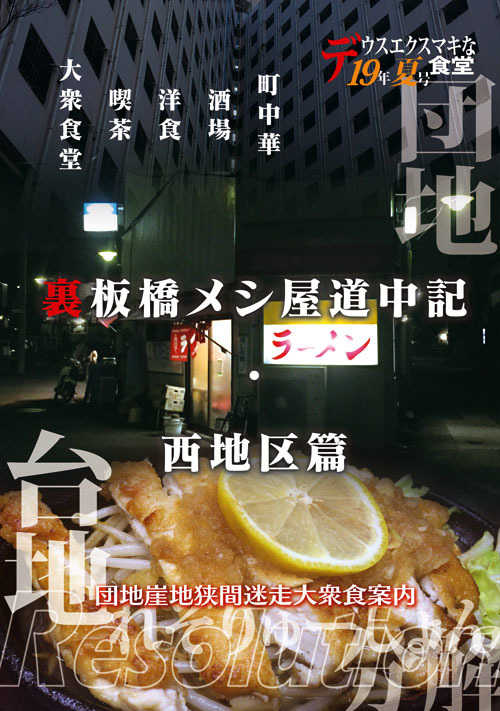 デウスエクスマキな食堂
19年夏号
町中華
酒場
洋食
喫茶
大衆食堂
団地
裏板橋メシ屋道中記
ラーメン
西地区篇
台地
団地崖地狭間迷走大衆食案内
Resolution